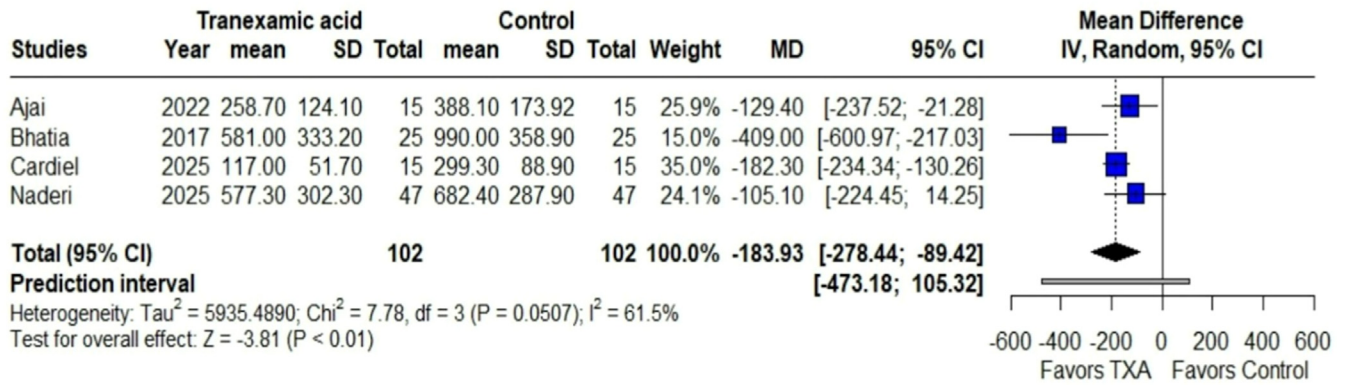 Tranexamic acid Control Mean Difference
Studies Year mean SD Total mean SD Total Weight MD 95% CI IV, Random, 95% CI
Ajai 2022 258.70 124.10 15 388.10 173.92 15 25.9% -129.40 [-237.52; -21.28]
Bhatia 2017 581.00 333.20 25 990.00 358.90 25 15.0% -409.00 [-600.97; -217.03]
Cardiel 2025 117.00 51.70 15 299.30 88.90 15 35.0% -182.30 [-234.34; -130.26]
Naderi 2025 577.30 302.30 47 682.40 287.90 47 24.1% -105.10 [-224.45; 14.25]
Total (95% CI) 102 102 100.0% -183.93 [-278.44; -89.42]
Prediction interval [-473.18; 105.32]
Heterogeneity: Tau² = 5935.4890; Chi² = 7.78, df = 3 (P = 0.0507); I² = 61.5%
Test for overall effect: Z = -3.81 (P < 0.01)
-600 -400 -200 0 200 400 600
Favors TXA Favors Control